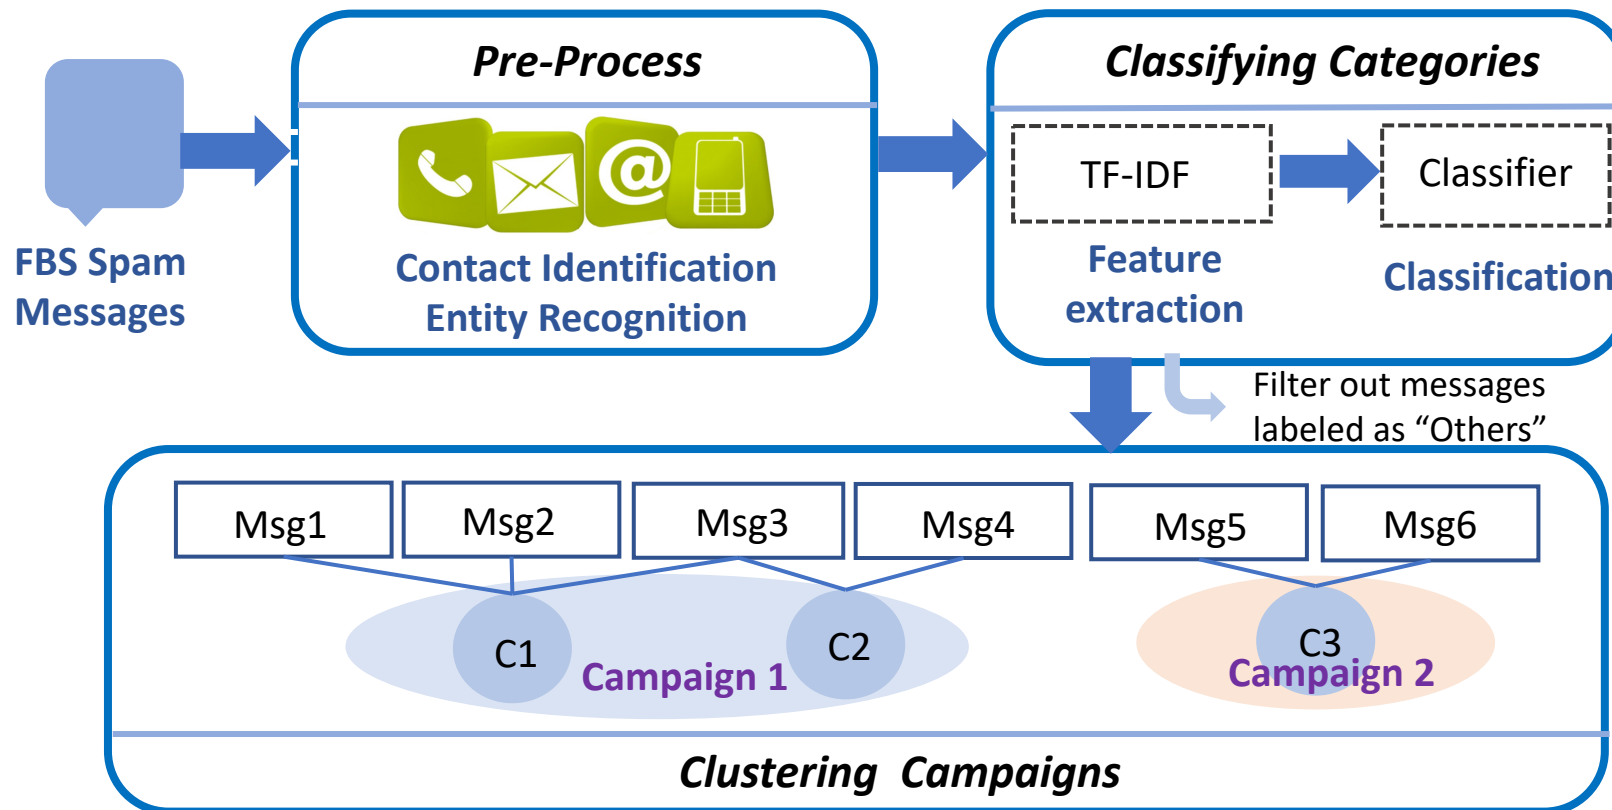 FBS Spam
Messages
Pre-Process
@
Contact Identification
Entity Recognition
Classifying Categories
TF-IDF
Classifier
Feature
extraction
Classification
Filter out messages
labeled as “Others”
Msg1
Msg2
Msg3
Msg4
Msg5
Msg6
C1
C2
C3
Campaign 1
Campaign 2
Clustering Campaigns